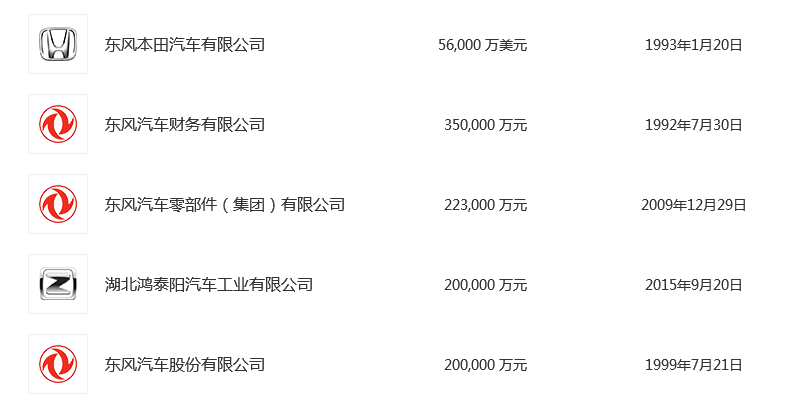 东风本田汽车有限公司 56,000 万美元 1993年1月20日
东风汽车财务有限公司 350,000 万元 1992年7月30日
东风汽车零部件（集团）有限公司 223,000 万元 2009年12月29日
湖北鸿泰阳汽车工业有限公司 200,000 万元 2015年9月20日
东风汽车股份有限公司 200,000 万元 1999年7月21日